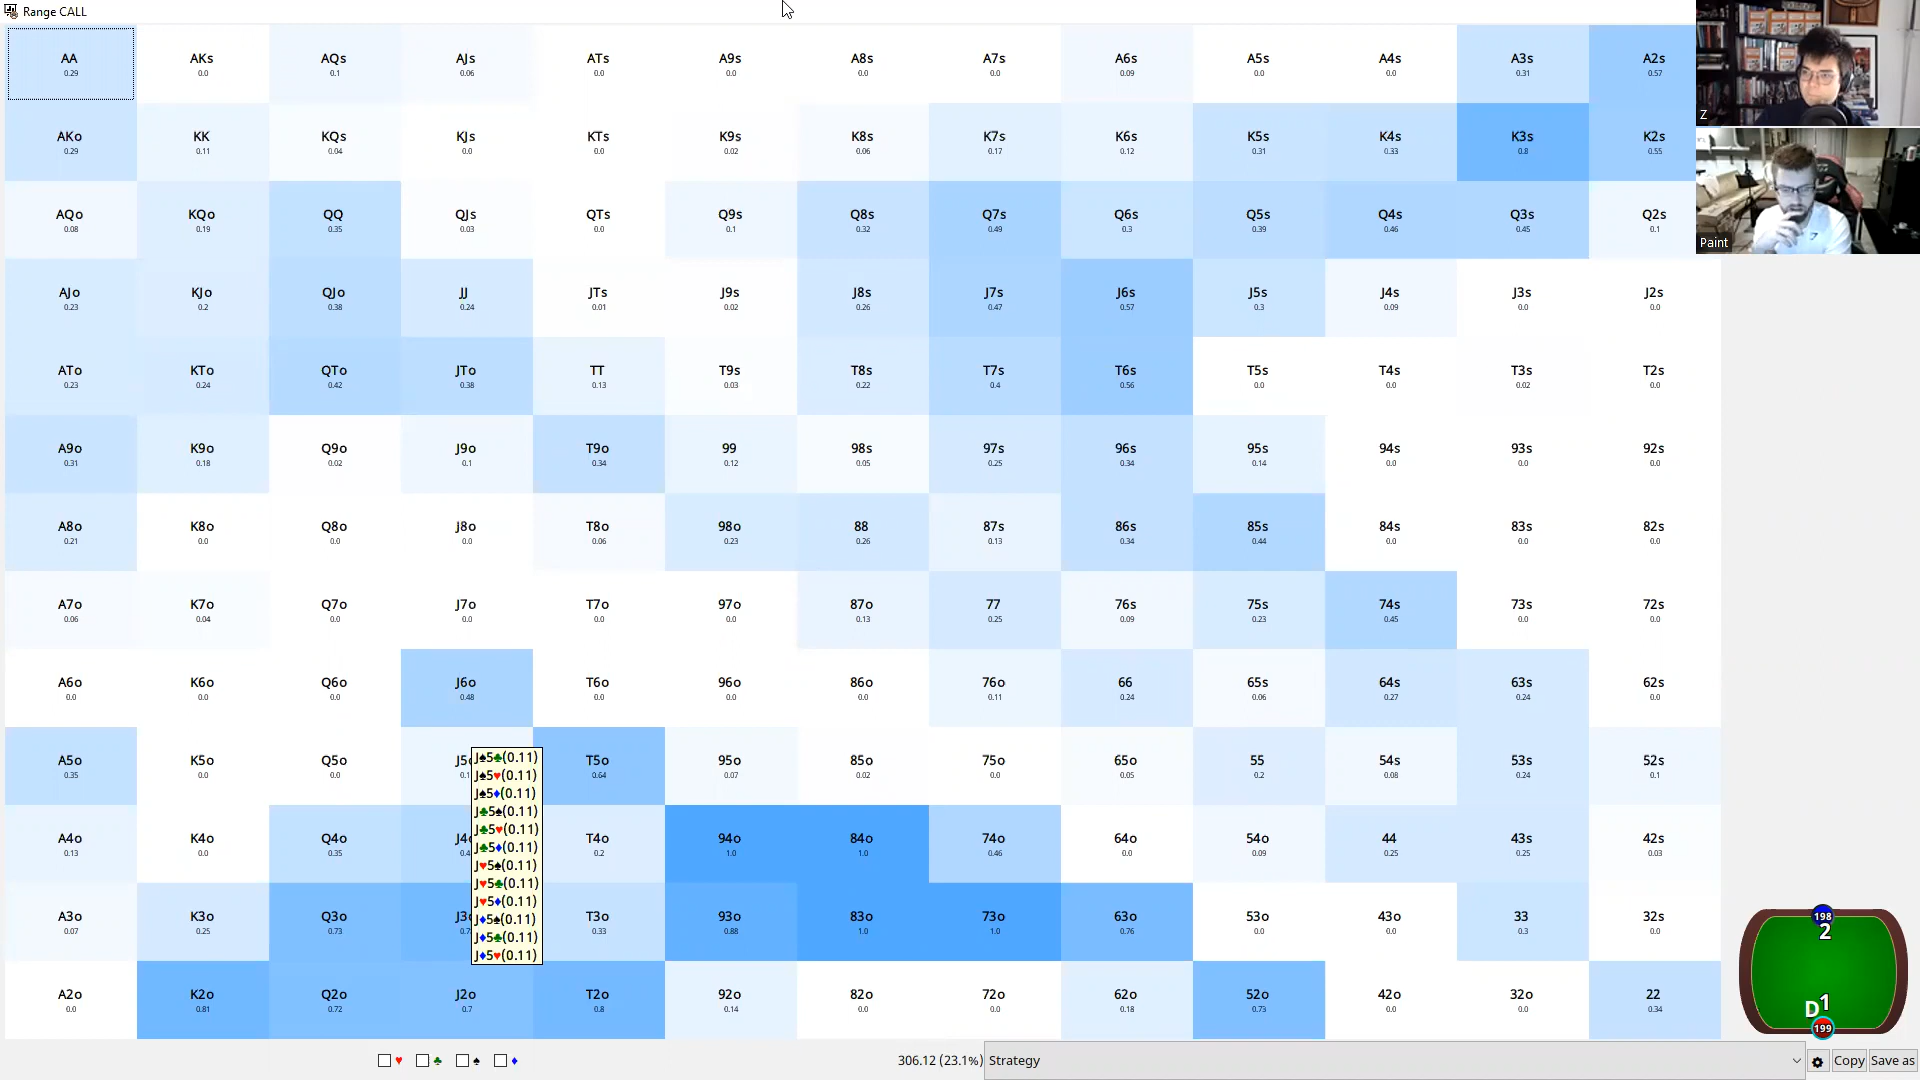 Range CALL
AA AKs AQs AJs ATs A9s A8s A7s A6s A5s A4s A3s A2s
0.29 0.0 0.1 0.06 0.0 0.0 0.0 0.0 0.09 0.0 0.0 0.31 0.57
AKo KK KQs KJs KTs K9s K8s K7s K6s K5s K4s K3s K2s
0.29 0.11 0.04 0.0 0.0 0.02 0.06 0.17 0.12 0.31 0.33 0.8 0.55
AQo KQo QQ QJs QTs Q9s Q8s Q7s Q6s Q5s Q4s Q3s Q2s
0.08 0.19 0.35 0.03 0.0 0.1 0.32 0.49 0.3 0.39 0.46 0.45 0.1
AJo KJo QJo JJ JTs J9s J8s J7s J6s J5s J4s J3s J2s
0.23 0.2 0.38 0.24 0.01 0.02 0.26 0.47 0.57 0.3 0.09 0.0 0.0
ATo KTo QTo JTo TT T9s T8s T7s T6s T5s T4s T3s T2s
0.23 0.24 0.42 0.38 0.13 0.03 0.22 0.4 0.56 0.0 0.0 0.02 0.0
A9o K9o Q9o J9o T9o 99 98s 97s 96s 95s 94s 93s 92s
0.31 0.18 0.02 0.1 0.34 0.12 0.05 0.25 0.34 0.14 0.0 0.0 0.0
A8o K8o Q8o J8o T8o 98o 88 87s 86s 85s 84s 83s 82s
0.21 0.0 0.0 0.0 0.06 0.23 0.26 0.13 0.34 0.44 0.0 0.0 0.0
A7o K7o Q7o J7o T7o 97o 87o 77 76s 75s 74s 73s 72s
0.06 0.04 0.0 0.0 0.0 0.0 0.13 0.25 0.09 0.23 0.45 0.0 0.0
A6o K6o Q6o J6o T6o 96o 86o 76o 66 65s 64s 63s 62s
0.0 0.0 0.0 0.48 0.0 0.0 0.0 0.11 0.24 0.06 0.27 0.24 0.0
A5o K5o Q5o T5o 95o 85o 75o 65o 55 54s 53s 52s
0.35 0.0 0.0 0.64 0.07 0.02 0.0 0.05 0.2 0.08 0.24 0.1
A4o K4o Q4o T4o 94o 84o 74o 64o 54o 44 43s 42s
0.13 0.0 0.35 0.2 1.0 1.0 0.46 0.0 0.09 0.25 0.25 0.03
A3o K3o Q3o T3o 93o 83o 73o 63o 53o 43o 33 32s
0.07 0.25 0.73 0.33 0.88 1.0 1.0 0.76 0.0 0.0 0.3 0.0
A2o K2o Q2o J2o T2o 92o 82o 72o 62o 52o 42o 32o 22
0.0 0.81 0.72 0.7 0.8 0.14 0.0 0.0 0.18 0.73 0.0 0.0 0.34
J♠5♣(0.11)
J♠5♥(0.11)
J♠5♦(0.11)
J♣5♠(0.11)
J♣5♥(0.11)
J♣5♦(0.11)
J♥5♠(0.11)
J♥5♣(0.11)
J♥5♦(0.11)
J♦5♠(0.11)
J♦5♣(0.11)
J♦5♥(0.11)
Z
Paint
198
2
D 1
199
♥ ♣ ♠ ♦ 306.12 (23.1%) Strategy Copy Save as